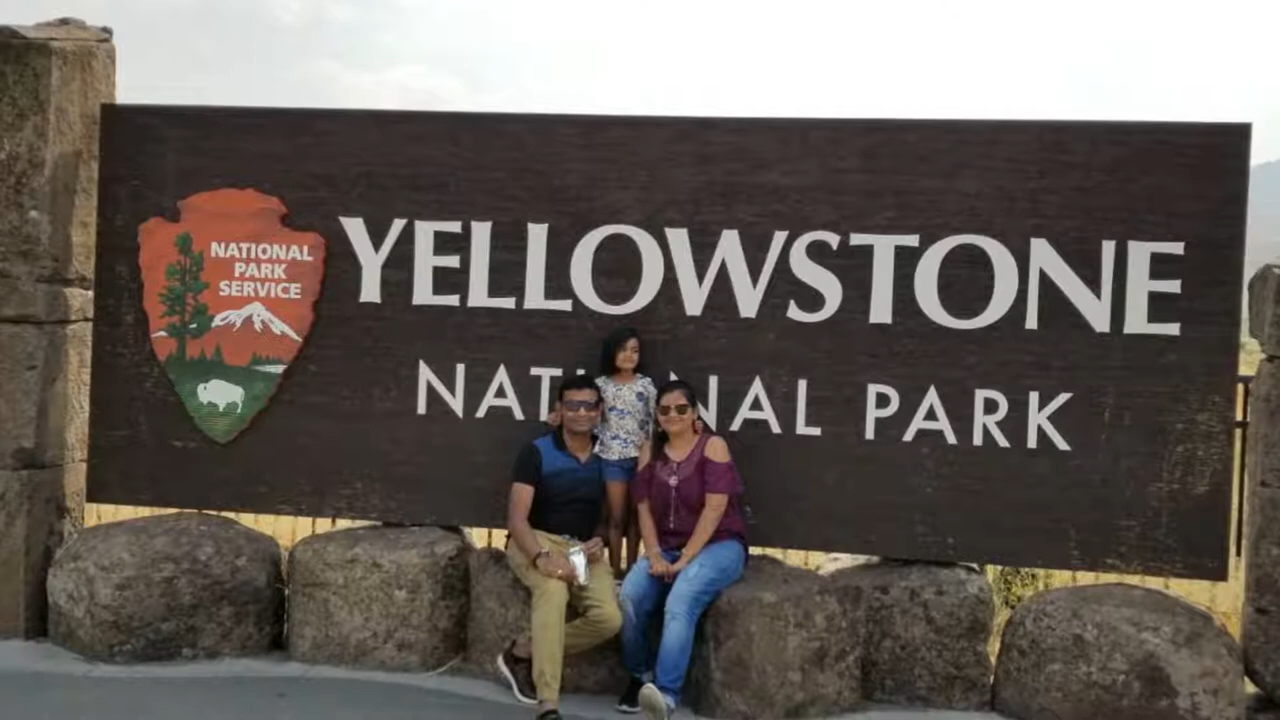 NATIONAL
PARK
SERVICE
YELLOWSTONE
NATIONAL PARK